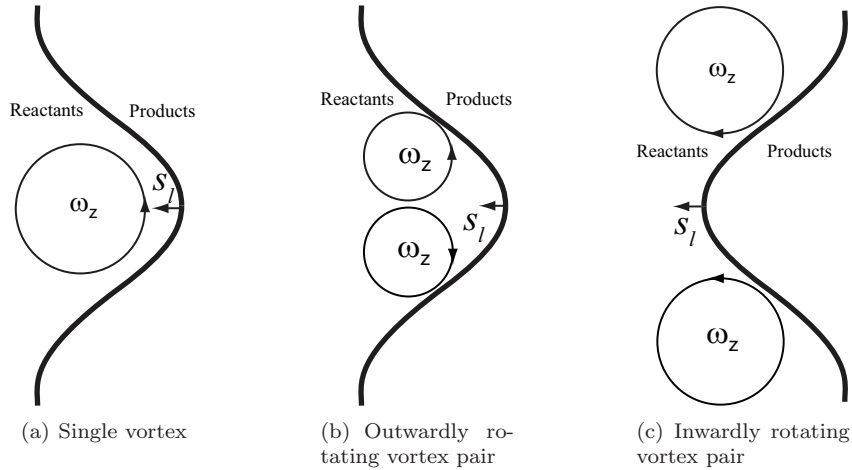 Reactants Products
ω_z
S_l
(a) Single vortex
Reactants Products
ω_z
ω_z
S_l
(b) Outwardly ro-
tating vortex pair
ω_z
Reactants Products
S_l
ω_z
(c) Inwardly rotating
vortex pair